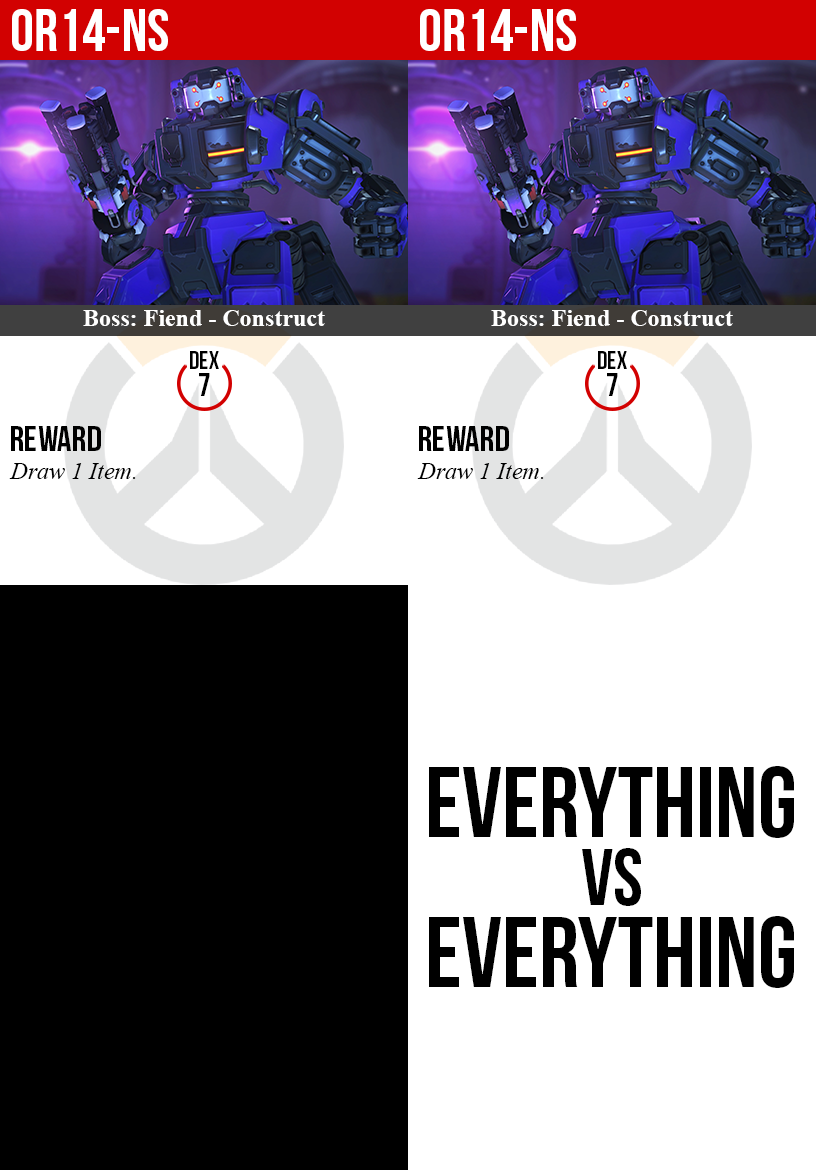 OR14-NS
Boss: Fiend - Construct
DEX
7
REWARD
Draw 1 Item.
OR14-NS
Boss: Fiend - Construct
DEX
7
REWARD
Draw 1 Item.
EVERYTHING
VS
EVERYTHING